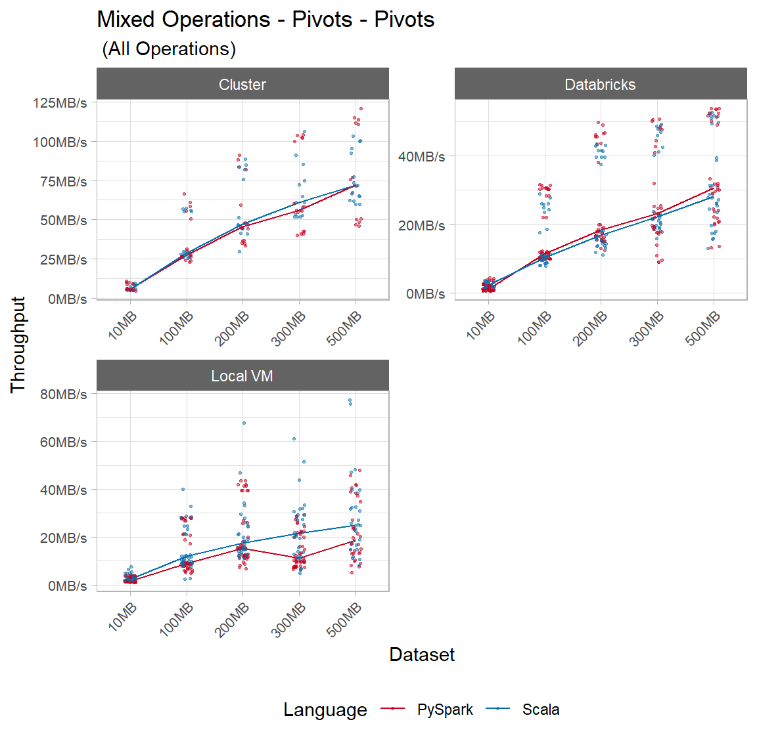 Mixed Operations - Pivots - Pivots
(All Operations)
Cluster
Databricks
125MB/s
100MB/s
75MB/s
50MB/s
25MB/s
0MB/s
40MB/s
20MB/s
0MB/s
10MB
100MB
200MB
300MB
500MB
10MB
100MB
200MB
300MB
500MB
Throughput
Local VM
80MB/s
60MB/s
40MB/s
20MB/s
0MB/s
10MB
100MB
200MB
300MB
500MB
Dataset
Language PySpark Scala